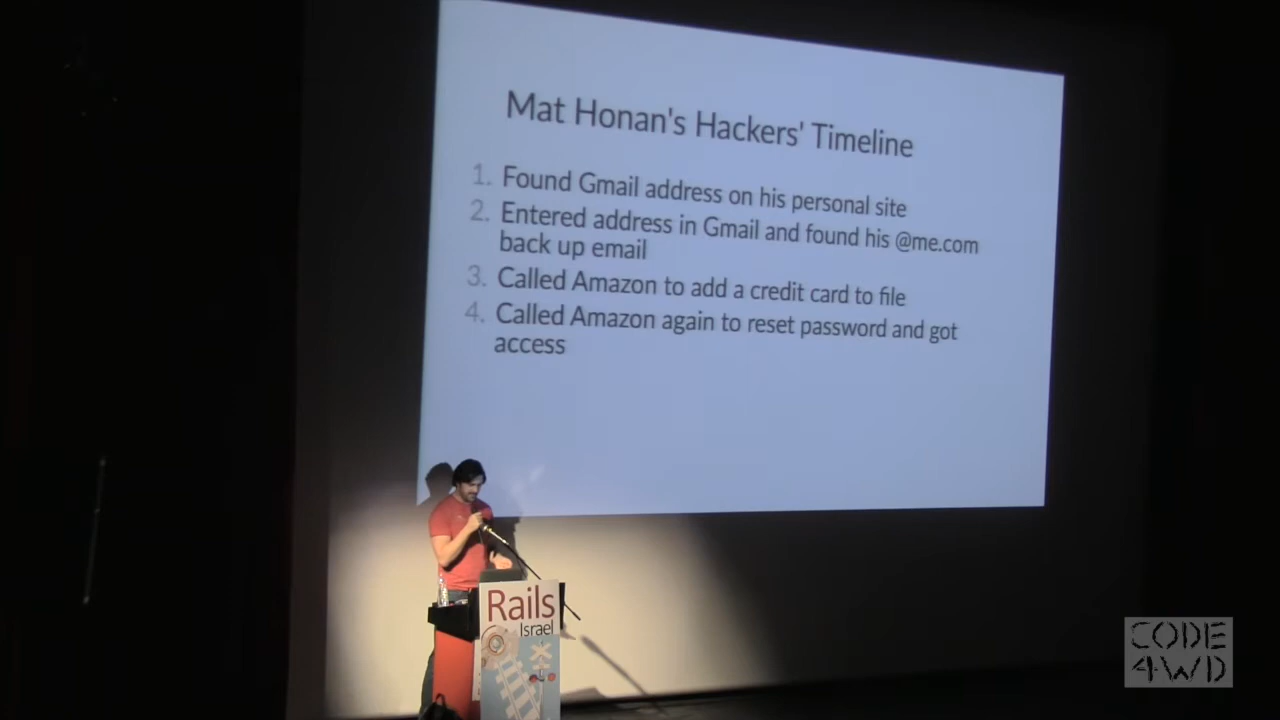 Mat Honan's Hackers' Timeline
1. Found Gmail address on his personal site
2. Entered address in Gmail and found his @me.com
back up email
3. Called Amazon to add a credit card to file
4. Called Amazon again to reset password and got
access
Rails
Israel
CODE
4WD